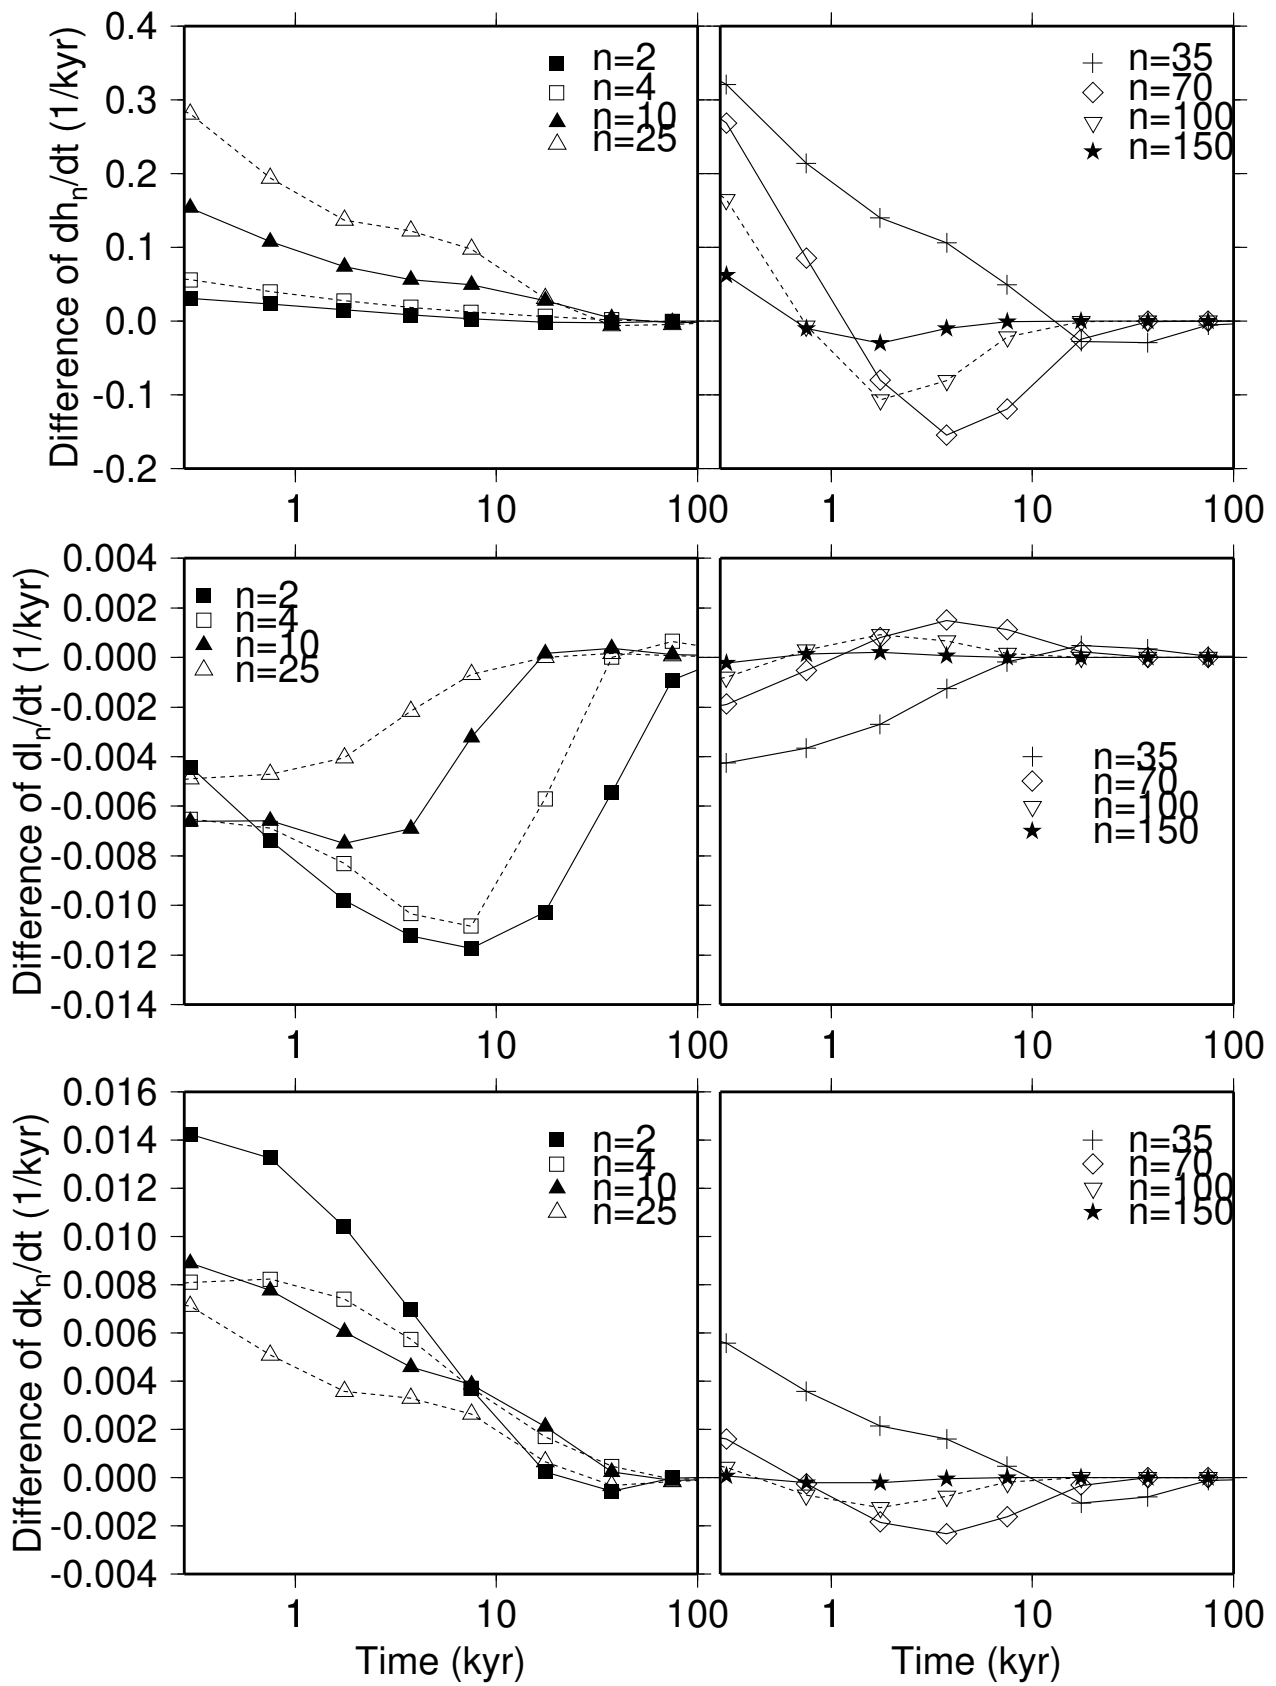 Difference of dhn/dt (1/kyr)
0.4
0.3
0.2
0.1
0.0
-0.1
-0.2
n=2
n=4
n=10
n=25
1
10
100
n=35
n=70
n=100
n=150
1
10
100
Difference of dln/dt (1/kyr)
0.004
0.002
0.000
-0.002
-0.004
-0.006
-0.008
-0.010
-0.012
-0.014
n=2
n=4
n=10
n=25
1
10
100
n=35
n=70
n=100
n=150
1
10
100
Difference of dkn/dt (1/kyr)
0.016
0.014
0.012
0.010
0.008
0.006
0.004
0.002
0.000
-0.002
-0.004
n=2
n=4
n=10
n=25
1
10
100
Time (kyr)
n=35
n=70
n=100
n=150
1
10
100
Time (kyr)